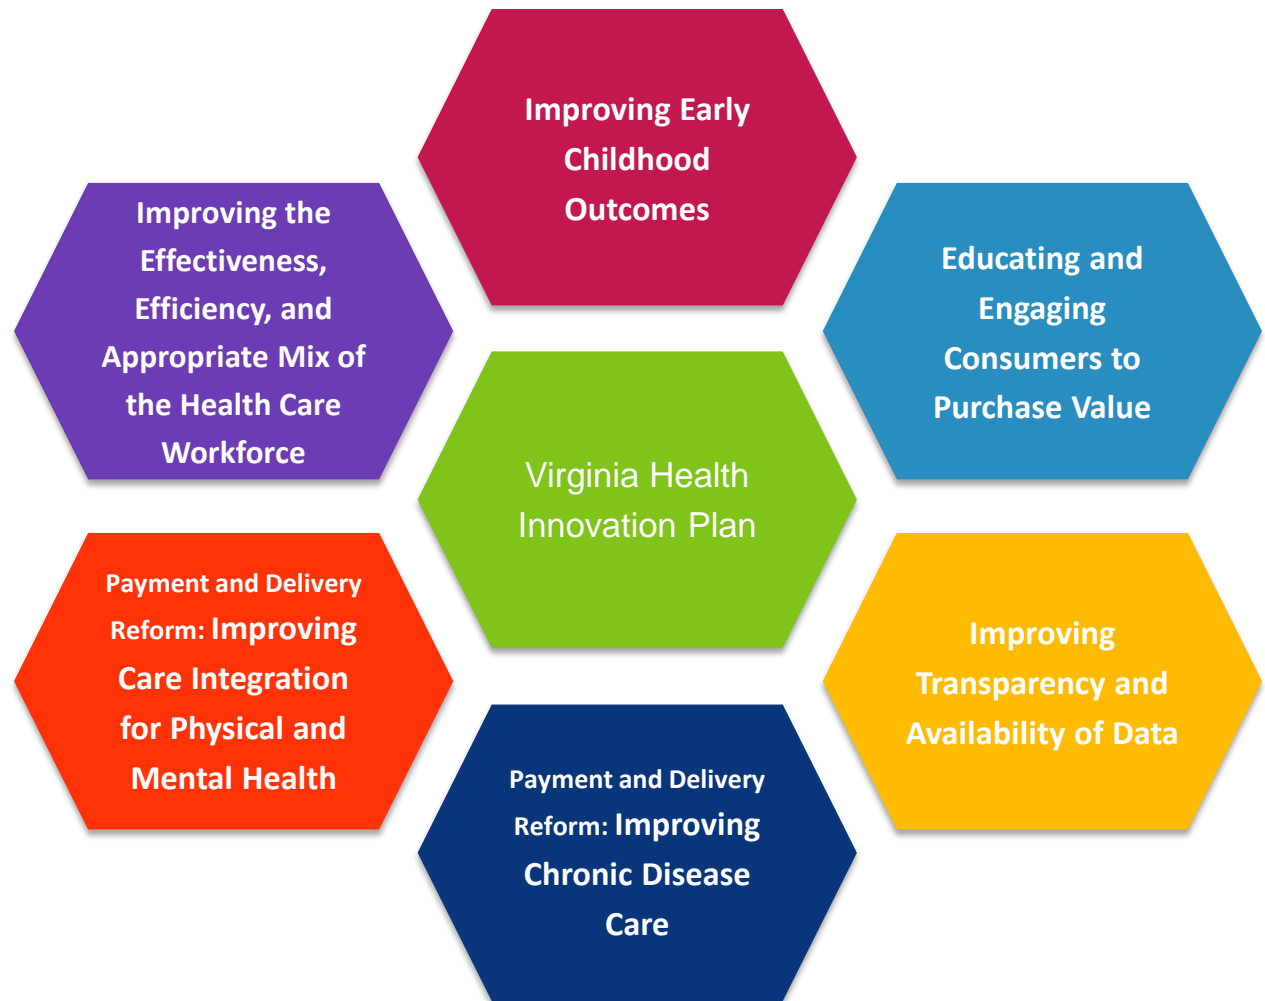 Improving Early
Childhood
Outcomes
Improving the
Effectiveness,
Efficiency, and
Appropriate Mix of
the Health Care
Workforce
Educating and
Engaging
Consumers to
Purchase Value
Virginia Health
Innovation Plan
Payment and Delivery
Reform: Improving
Care Integration
for Physical and
Mental Health
Improving
Transparency and
Availability of Data
Payment and Delivery
Reform: Improving
Chronic Disease
Care